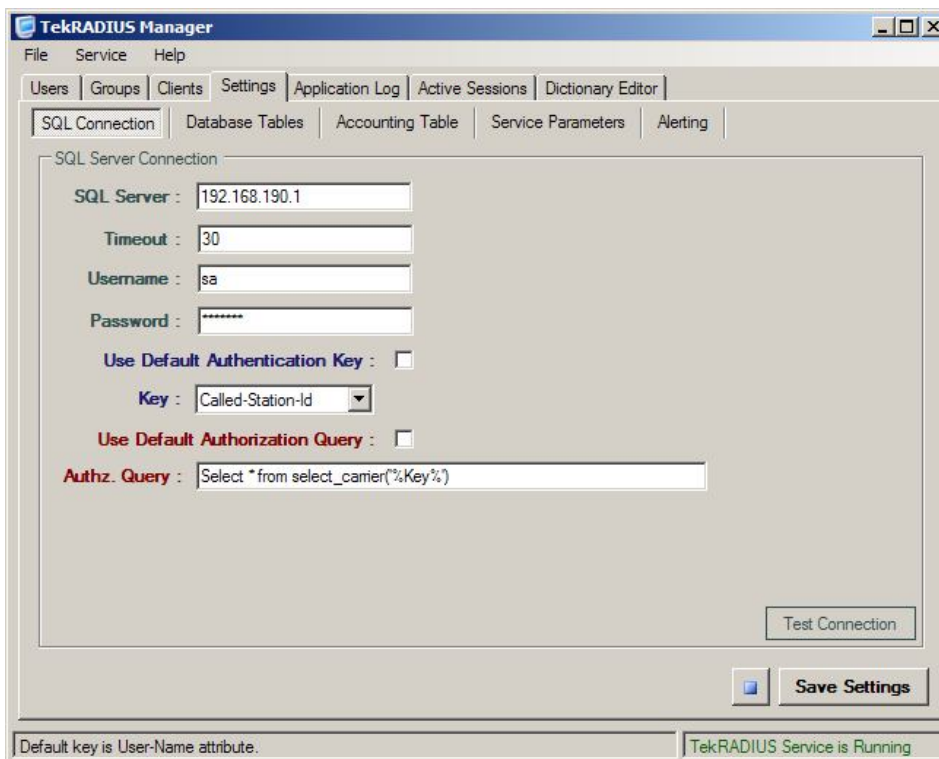 TekRADIUS Manager
File Service Help
Users Groups Clients Settings Application Log Active Sessions Dictionary Editor
SQL Connection Database Tables Accounting Table Service Parameters Alerting
SQL Server Connection
SQL Server : 192.168.190.1
Timeout : 30
Username : sa
Password : *******
Use Default Authentication Key :
Key : Called-Station-Id
Use Default Authorization Query :
Authz. Query : Select * from select_carrier('%Key%')
Test Connection
Save Settings
Default key is User-Name attribute. TekRADIUS Service is Running